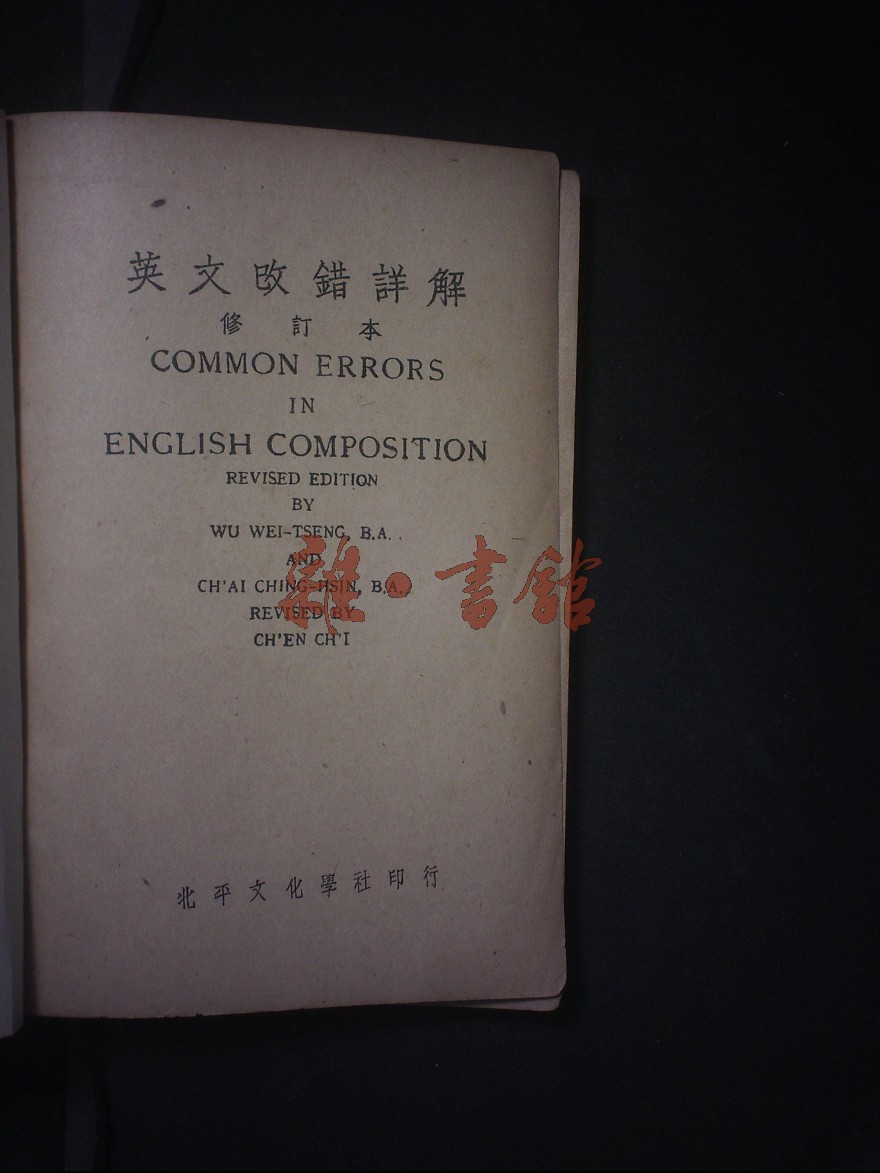 英文改錯詳解
修訂本
COMMON ERRORS
IN
ENGLISH COMPOSITION
REVISED EDITION
BY
WU WEI-TSENG, B.A.
AND
CH'AI CHING-HSIN, B.A.
REVISED BY
CH'EN CH'I
雜·書館
北平文化學社印行